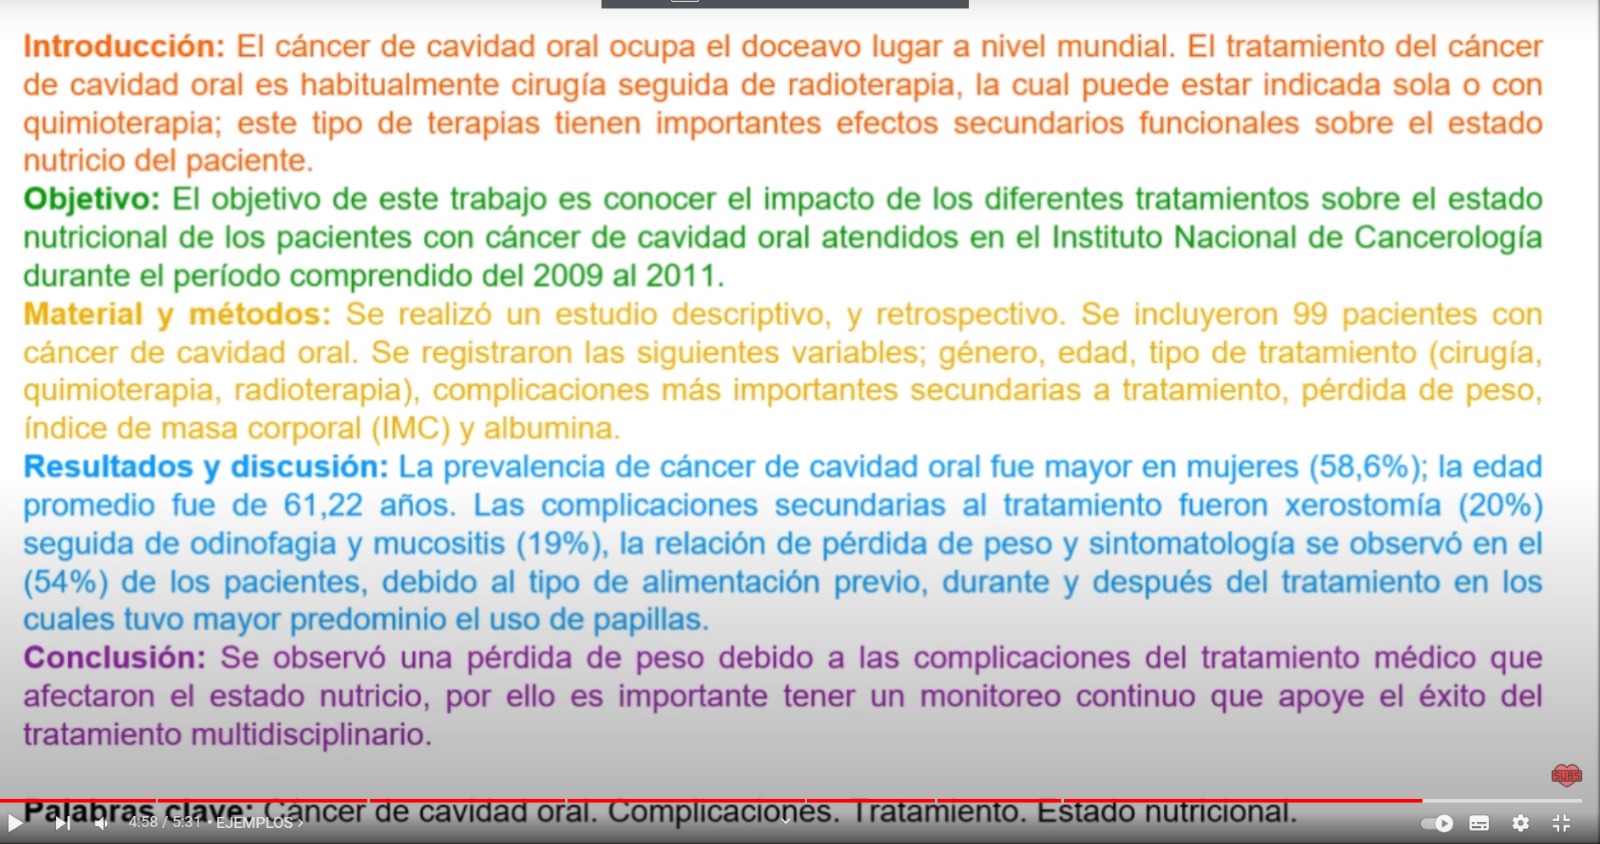 Introducción: El cáncer de cavidad oral ocupa el doceavo lugar a nivel mundial. El tratamiento del cáncer
de cavidad oral es habitualmente cirugía seguida de radioterapia, la cual puede estar indicada sola o con
quimioterapia; este tipo de terapias tienen importantes efectos secundarios funcionales sobre el estado
nutricio del paciente.
Objetivo: El objetivo de este trabajo es conocer el impacto de los diferentes tratamientos sobre el estado
nutricional de los pacientes con cáncer de cavidad oral atendidos en el Instituto Nacional de Cancerología
durante el período comprendido del 2009 al 2011.
Material y métodos: Se realizó un estudio descriptivo, y retrospectivo. Se incluyeron 99 pacientes con
cáncer de cavidad oral. Se registraron las siguientes variables; género, edad, tipo de tratamiento (cirugía,
quimioterapia, radioterapia), complicaciones más importantes secundarias a tratamiento, pérdida de peso,
índice de masa corporal (IMC) y albumina.
Resultados y discusión: La prevalencia de cáncer de cavidad oral fue mayor en mujeres (58,6%); la edad
promedio fue de 61,22 años. Las complicaciones secundarias al tratamiento fueron xerostomía (20%)
seguida de odinofagia y mucositis (19%), la relación de pérdida de peso y sintomatología se observó en el
(54%) de los pacientes, debido al tipo de alimentación previo, durante y después del tratamiento en los
cuales tuvo mayor predominio el uso de papillas.
Conclusión: Se observó una pérdida de peso debido a las complicaciones del tratamiento médico que
afectaron el estado nutricio, por ello es importante tener un monitoreo continuo que apoye el éxito del
tratamiento multidisciplinario.
SUBS
Palabras clave: Cáncer de cavidad oral. Complicaciones. Tratamiento. Estado nutricional.
4:58 / 5:31 • EJEMPLOS >